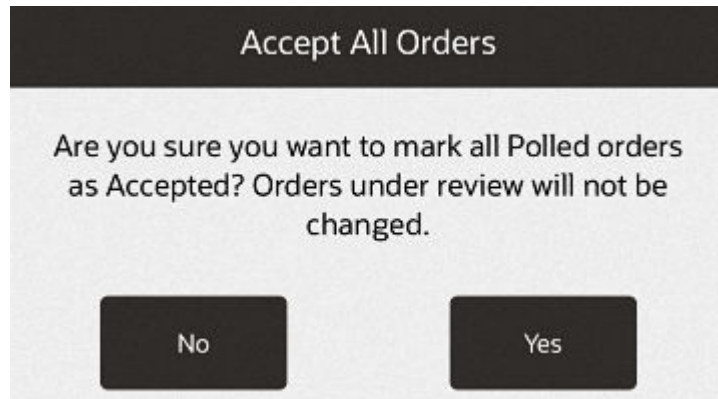 Accept All Orders
Are you sure you want to mark all Polled orders
as Accepted? Orders under review will not be
changed.
No
Yes